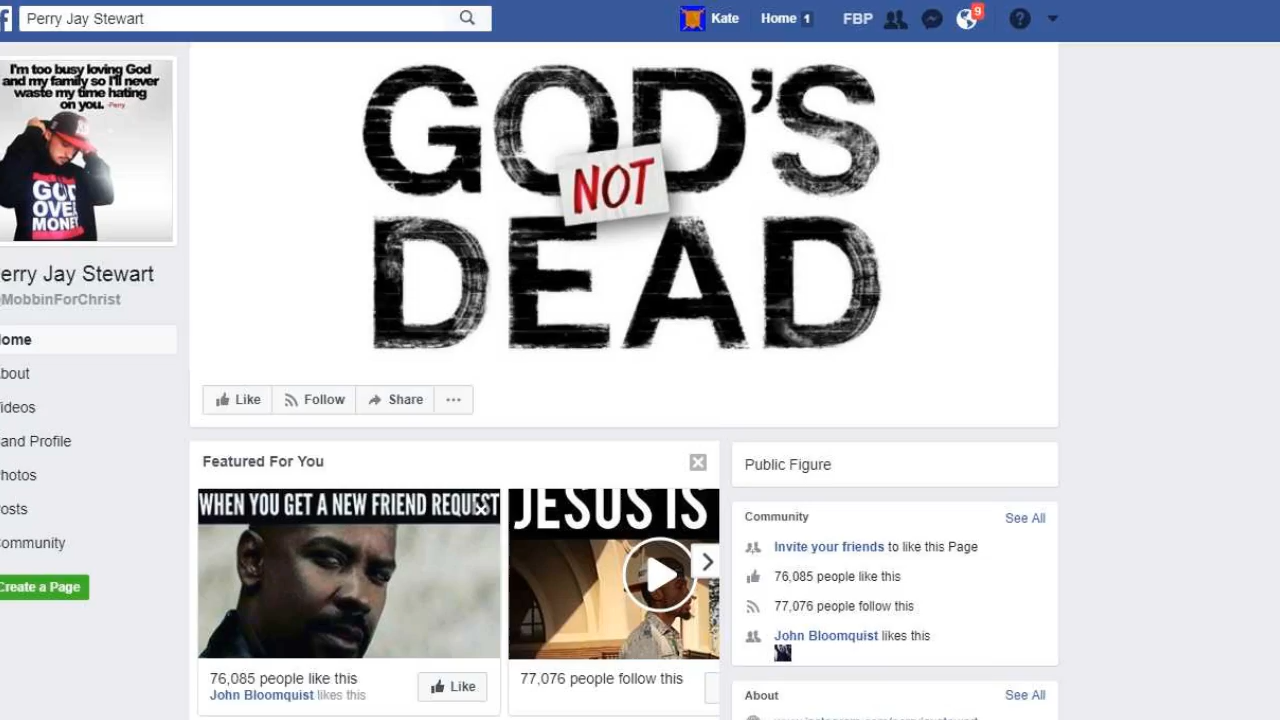 Perry Jay Stewart
Kate
Home 1
FBP
9
I'm too busy loving God
and my family so I'll never
waste my time hating
on you. -Perry
GOD
OVER
MONEY
GOD'S
NOT
DEAD
erry Jay Stewart
MobbinForChrist
ome
bout
ideos
and Profile
hotos
osts
ommunity
Create a Page
Like
Follow
Share
Featured For You
WHEN YOU GET A NEW FRIEND REQUEST
76,085 people like this
John Bloomquist likes this
Like
JESUS IS
77,076 people follow this
Public Figure
Community
See All
Invite your friends to like this Page
76,085 people like this
77,076 people follow this
John Bloomquist likes this
About
See All